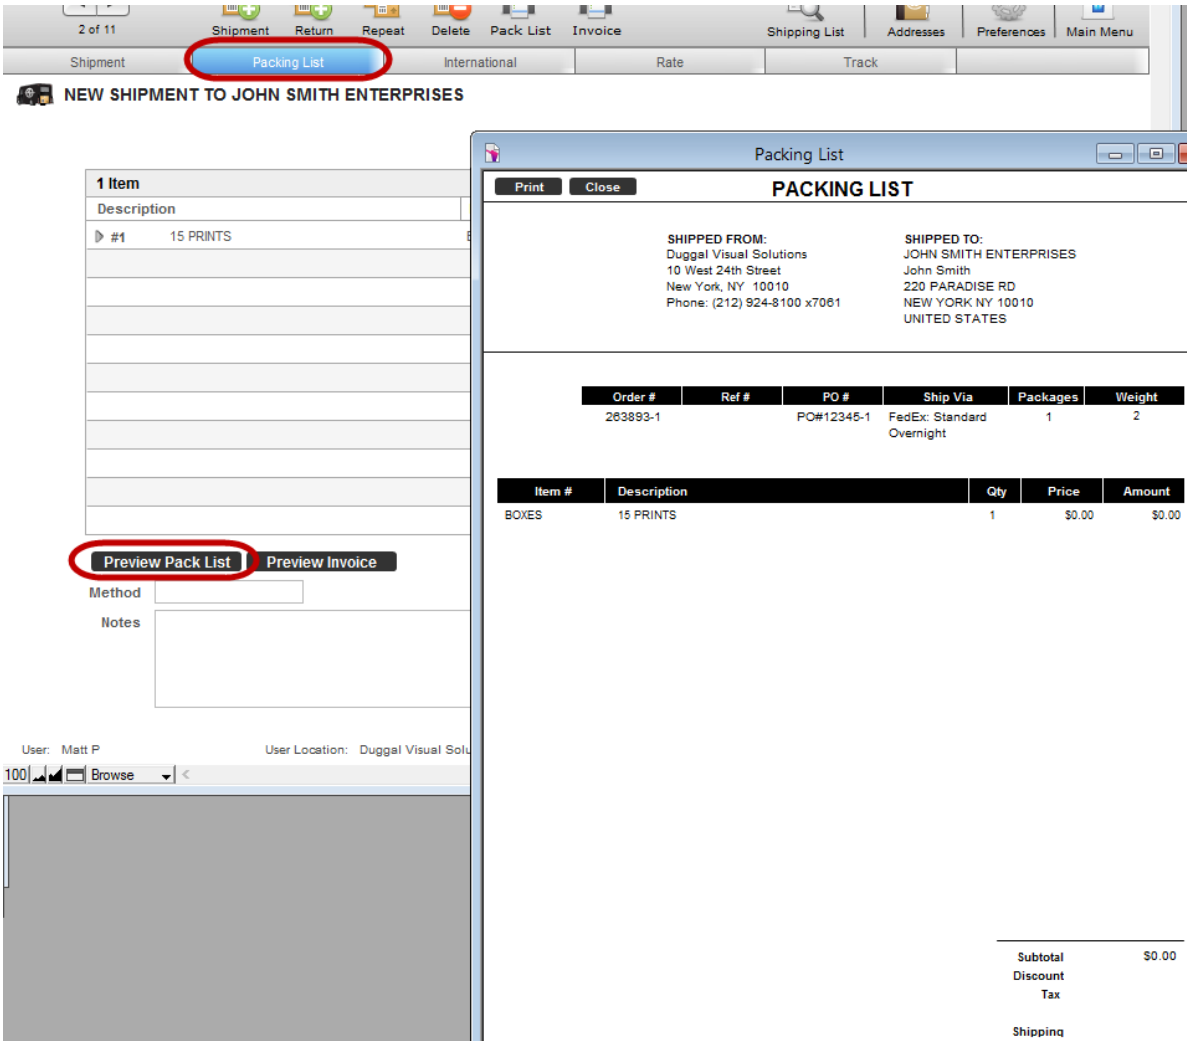 2 of 11
Shipment Return Repeat Delete Pack List Invoice Shipping List Addresses Preferences Main Menu
Shipment Packing List International Rate Track
NEW SHIPMENT TO JOHN SMITH ENTERPRISES
1 Item
Description
#1 15 PRINTS
Preview Pack List Preview Invoice
Method
Notes
User: Matt P User Location: Duggal Visual Solu
100 Browse
Packing List
Print Close PACKING LIST
SHIPPED FROM:
Duggal Visual Solutions
10 West 24th Street
New York, NY 10010
Phone: (212) 924-8100 x7061
SHIPPED TO:
JOHN SMITH ENTERPRISES
John Smith
220 PARADISE RD
NEW YORK NY 10010
UNITED STATES
Order # Ref # PO # Ship Via Packages Weight
263893-1 PO#12345-1 FedEx: Standard 1 2
Overnight
Item # Description Qty Price Amount
BOXES 15 PRINTS 1 $0.00 $0.00
Subtotal $0.00
Discount
Tax
Shipping